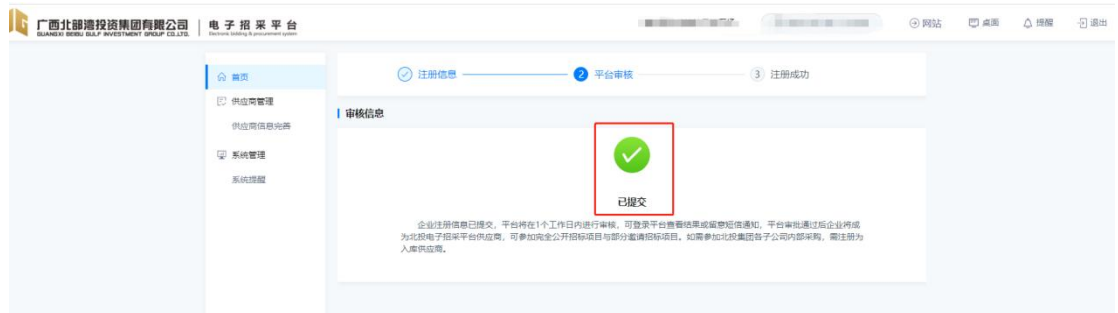 广西北部湾投资集团有限公司
GUANGXI BEIBU GULF INVESTMENT GROUP CO.,LTD.
电子招采平台
Electronic bidding & procurement system
网站
桌面
提醒
退出
首页
供应商管理
供应商信息完善
系统管理
系统提醒
注册信息
2 平台审核
3 注册成功
审核信息
已提交
企业注册信息已提交，平台将在1个工作日内进行审核，可登录平台查看结果或留意短信通知，平台审批通过后企业将成
为北投电子招采平台供应商，可参加完全公开招标项目与部分邀请招标项目。如需参加北投集团各子公司内部采购，需注册为
入库供应商。